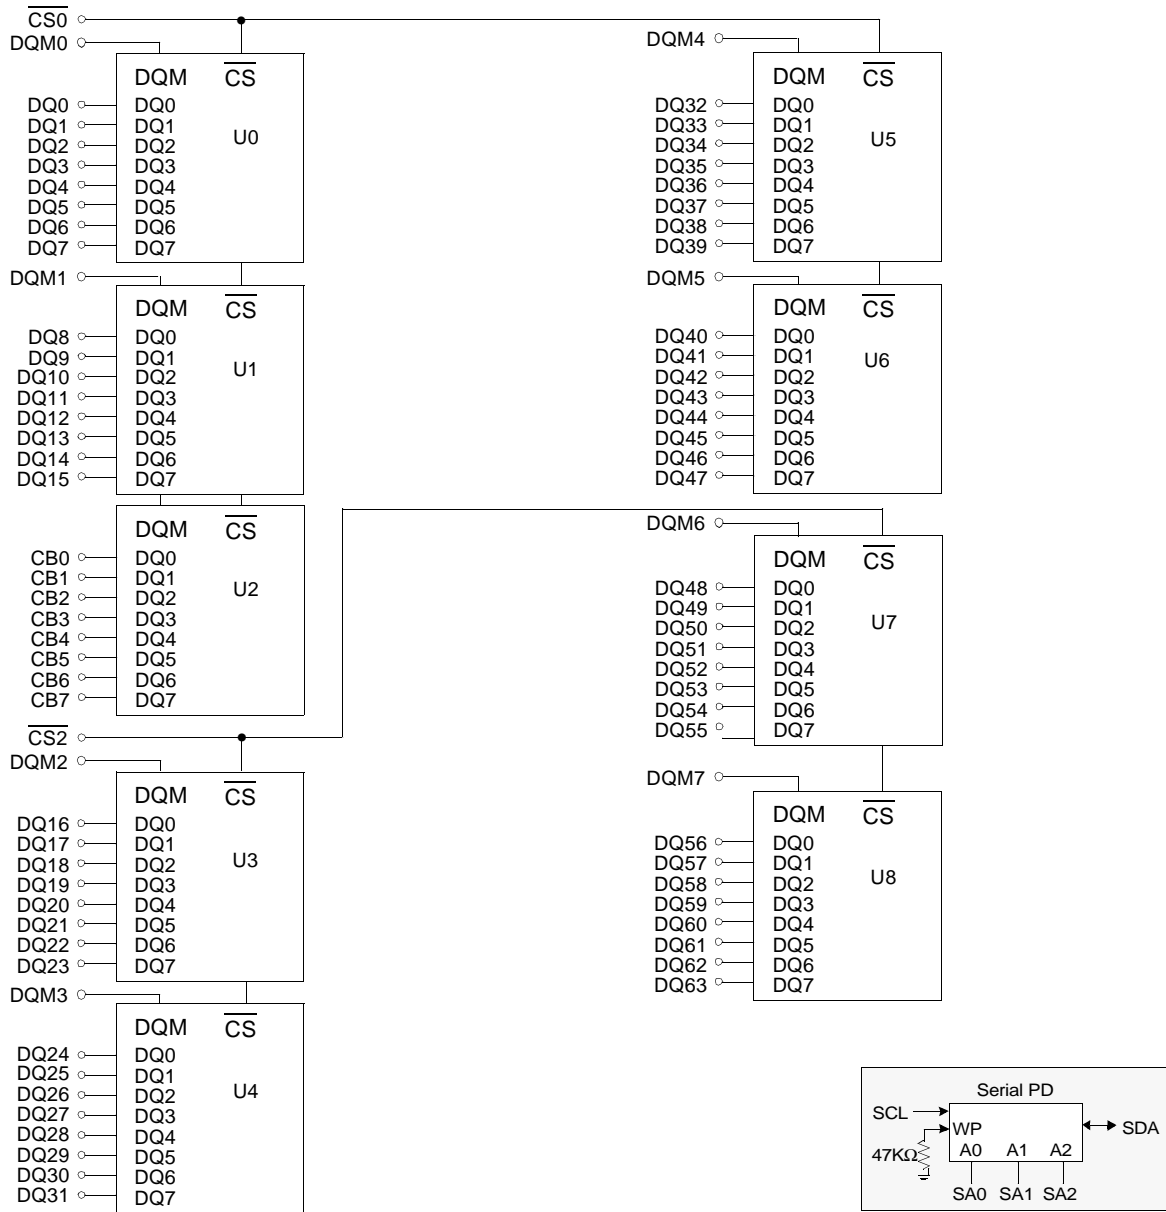 CS0
DQM0
DQM CS
DQ0 DQ0
DQ1 DQ1
U0
DQ2 DQ2
DQ3 DQ3
DQ4 DQ4
DQ5 DQ5
DQ6 DQ6
DQ7 DQ7
DQM1
DQM CS
DQ8 DQ0
DQ9 DQ1
U1
DQ10 DQ2
DQ11 DQ3
DQ12 DQ4
DQ13 DQ5
DQ14 DQ6
DQ15 DQ7
DQM CS
CB0 DQ0
CB1 DQ1
U2
CB2 DQ2
CB3 DQ3
CB4 DQ4
CB5 DQ5
CB6 DQ6
CB7 DQ7
CS2
DQM2
DQM CS
DQ16 DQ0
DQ17 DQ1
U3
DQ18 DQ2
DQ19 DQ3
DQ20 DQ4
DQ21 DQ5
DQ22 DQ6
DQ23 DQ7
DQM3
DQM CS
DQ24 DQ0
DQ25 DQ1
U4
DQ26 DQ2
DQ27 DQ3
DQ28 DQ4
DQ29 DQ5
DQ30 DQ6
DQ31 DQ7
DQM4
DQM CS
DQ32 DQ0
DQ33 DQ1
U5
DQ34 DQ2
DQ35 DQ3
DQ36 DQ4
DQ37 DQ5
DQ38 DQ6
DQ39 DQ7
DQM5
DQM CS
DQ40 DQ0
DQ41 DQ1
U6
DQ42 DQ2
DQ43 DQ3
DQ44 DQ4
DQ45 DQ5
DQ46 DQ6
DQ47 DQ7
DQM6
DQM CS
DQ48 DQ0
DQ49 DQ1
U7
DQ50 DQ2
DQ51 DQ3
DQ52 DQ4
DQ53 DQ5
DQ54 DQ6
DQ55 DQ7
DQM7
DQM CS
DQ56 DQ0
DQ57 DQ1
U8
DQ58 DQ2
DQ59 DQ3
DQ60 DQ4
DQ61 DQ5
DQ62 DQ6
DQ63 DQ7
Serial PD
SCL
WP
SDA
47KΩ
A0 A1 A2
SA0 SA1 SA2